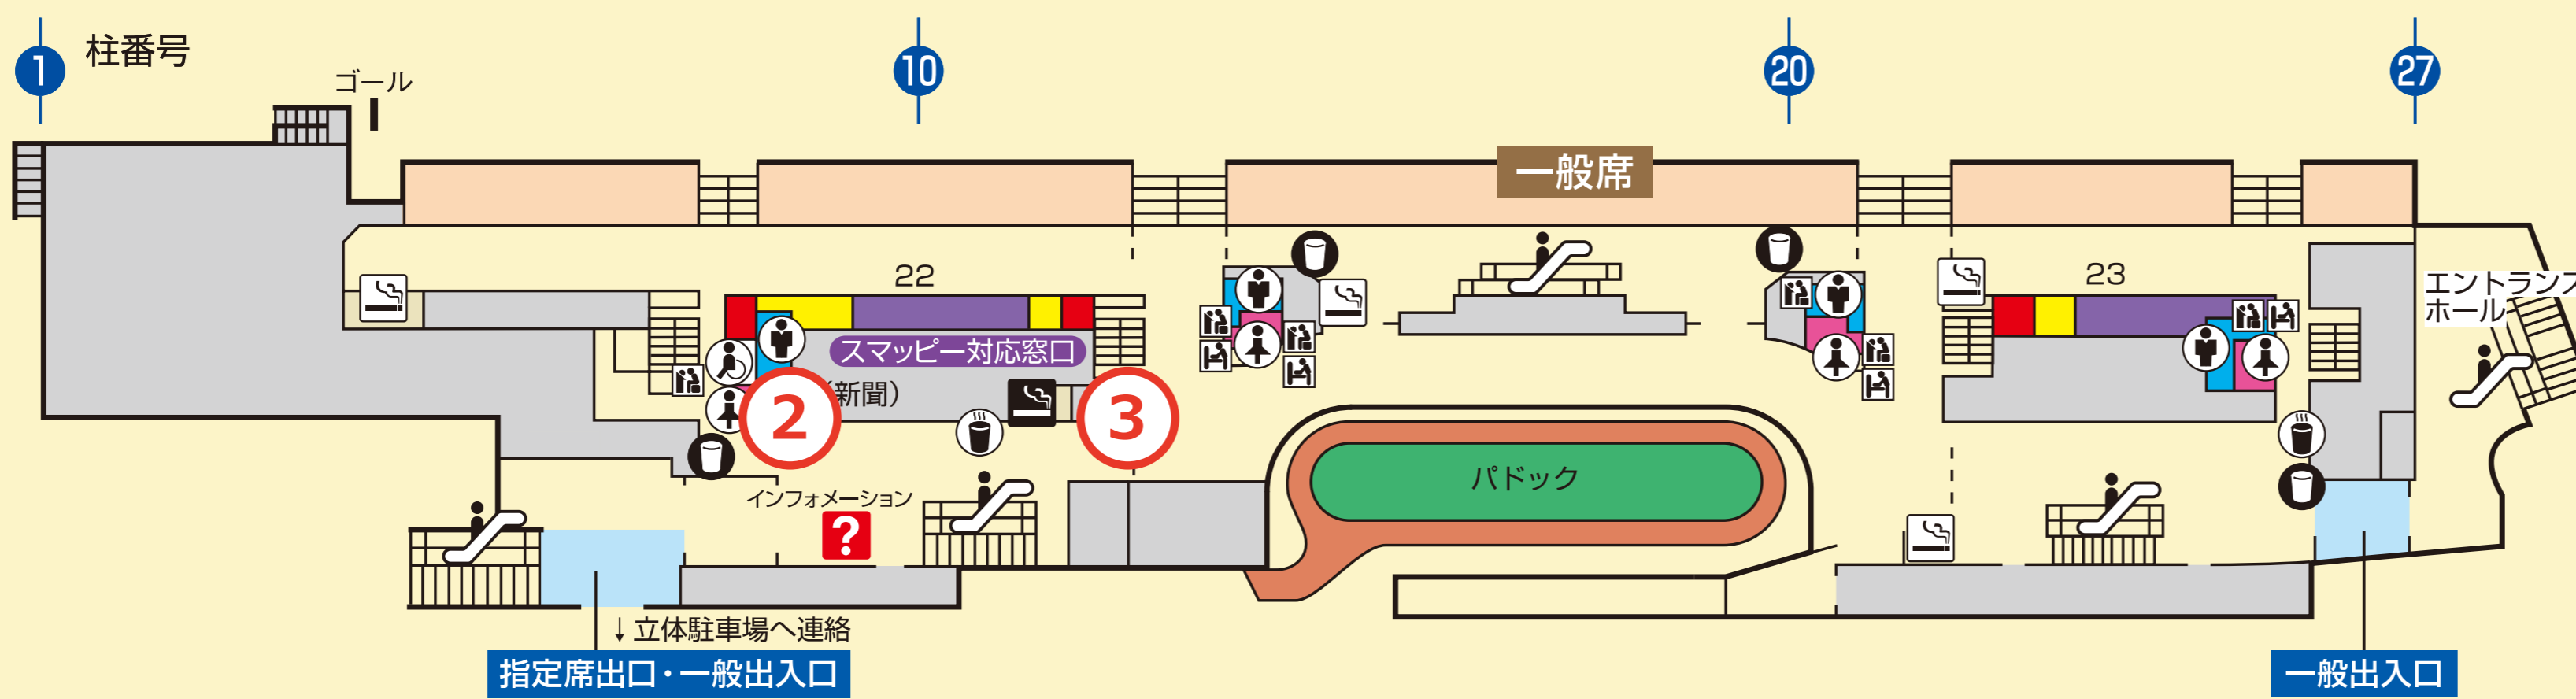 1
柱番号
10
20
27
ゴール
一般席
22
23
エントランス
ホール
スマッピー対応窓口
（新聞）
2
3
パドック
インフォメーション
?
↓立体駐車場へ連絡
指定席出口・一般出入口
一般出入口